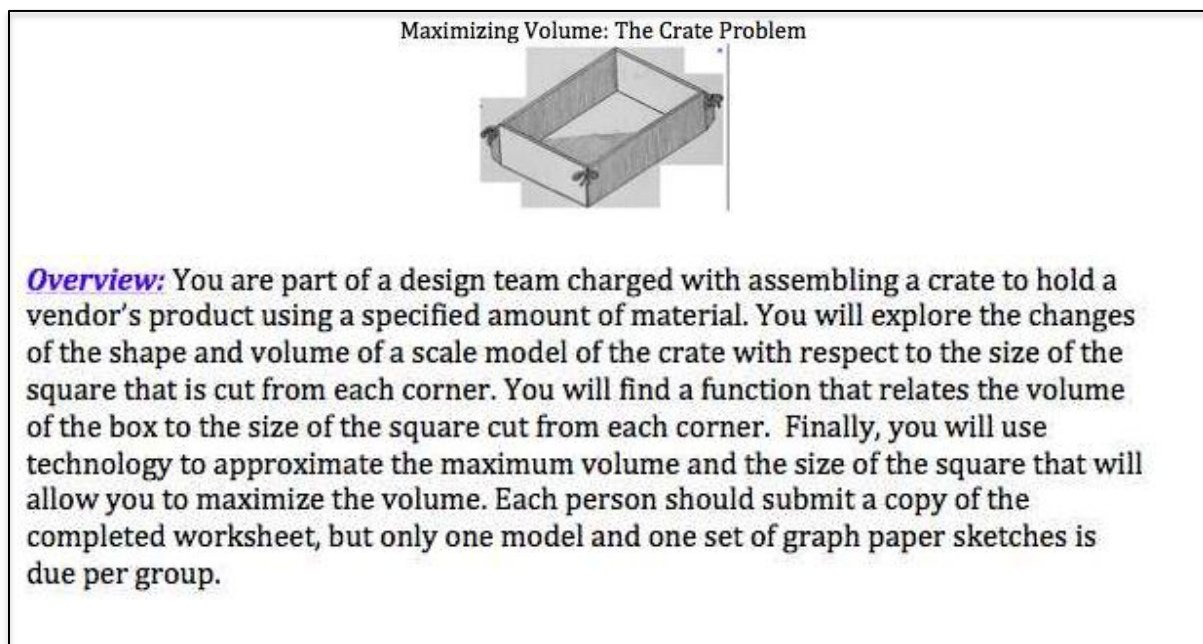 Maximizing Volume: The Crate Problem
Overview: You are part of a design team charged with assembling a crate to hold a
vendor's product using a specified amount of material. You will explore the changes
of the shape and volume of a scale model of the crate with respect to the size of the
square that is cut from each corner. You will find a function that relates the volume
of the box to the size of the square cut from each corner.  Finally, you will use
technology to approximate the maximum volume and the size of the square that will
allow you to maximize the volume. Each person should submit a copy of the
completed worksheet, but only one model and one set of graph paper sketches is
due per group.